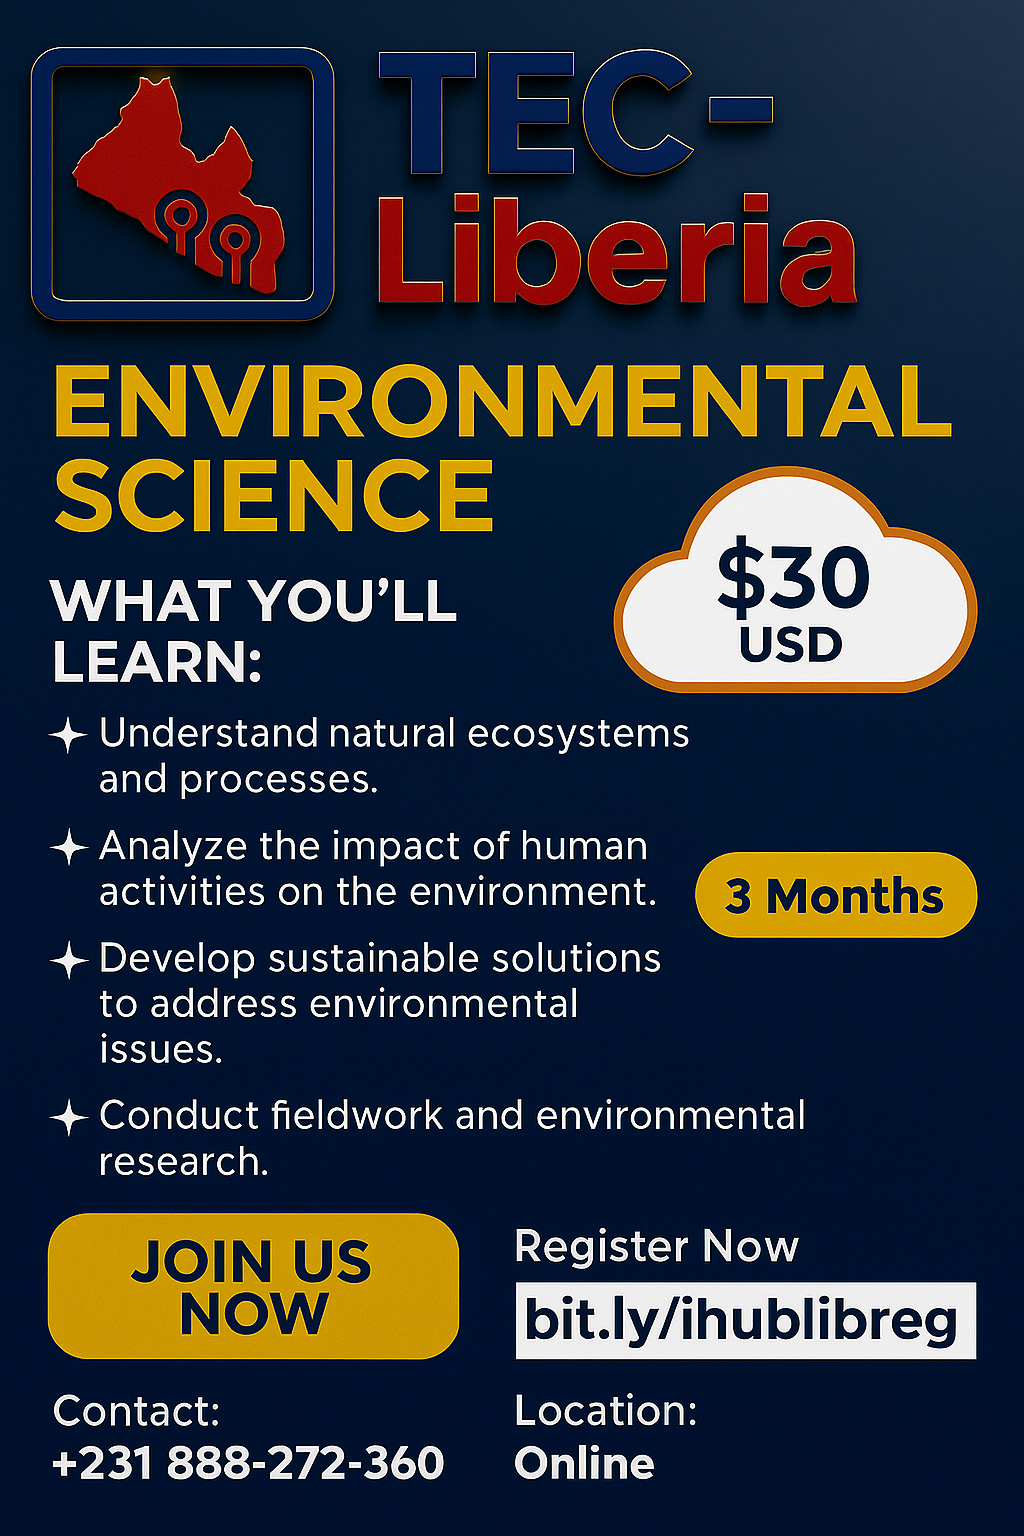 TEC-
Liberia
ENVIRONMENTAL
SCIENCE
$30
USD
WHAT YOU’LL
LEARN:
Understand natural ecosystems
and processes.
Analyze the impact of human
activities on the environment.
3 Months
Develop sustainable solutions
to address environmental
issues.
Conduct fieldwork and environmental
research.
JOIN US
NOW
Register Now
bit.ly/ihublibreg
Contact:
+231 888-272-360
Location:
Online